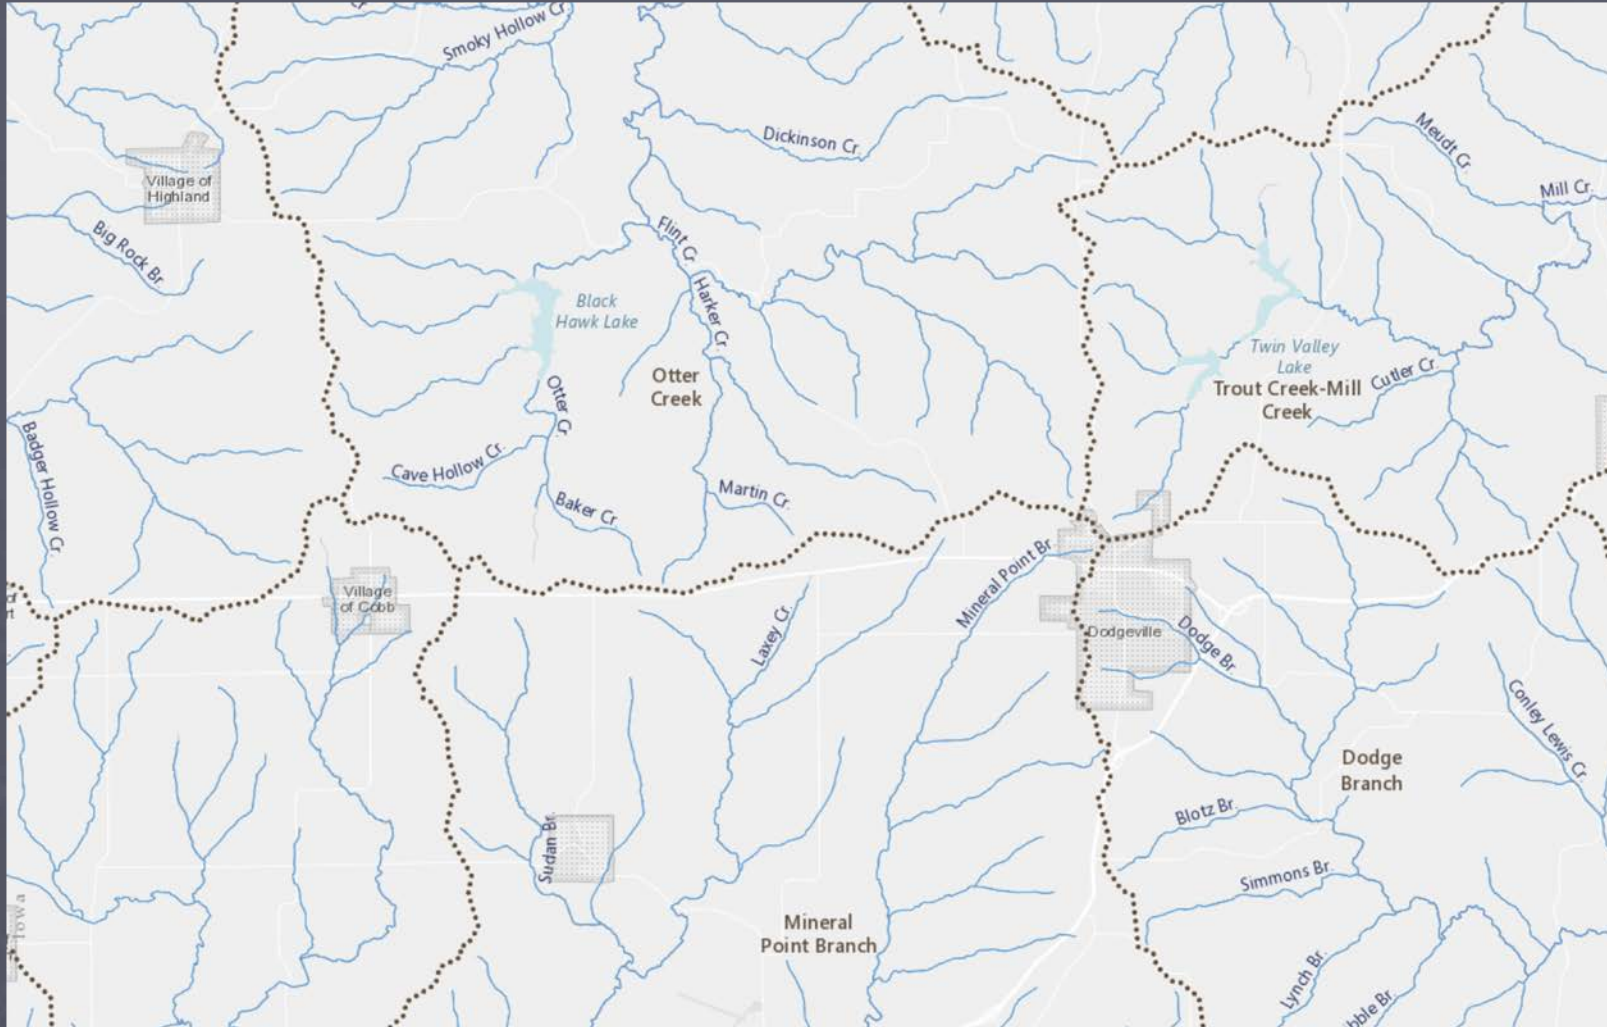 Smoky Hollow Cr.
Dickinson Cr.
Meudt Cr.
Mill Cr.
Village of
Highland
Big Rock Br.
Flint Cr.
Harker Cr.
Black
Hawk Lake
Twin Valley
Lake
Trout Creek-Mill
Creek
Cutler Cr.
Otter
Creek
Otter Cr.
Badger Hollow Cr.
Cave Hollow Cr.
Baker Cr.
Martin Cr.
Village
of Cobb
Mineral Point Br.
Laxey Cr.
Dodgeville
Dodge Br.
Conley Lewis Cr.
Dodge
Branch
Blotz Br.
Sudan Br.
Simmons Br.
Iowa
Mineral
Point Branch
Lynch Br.
bble Br.